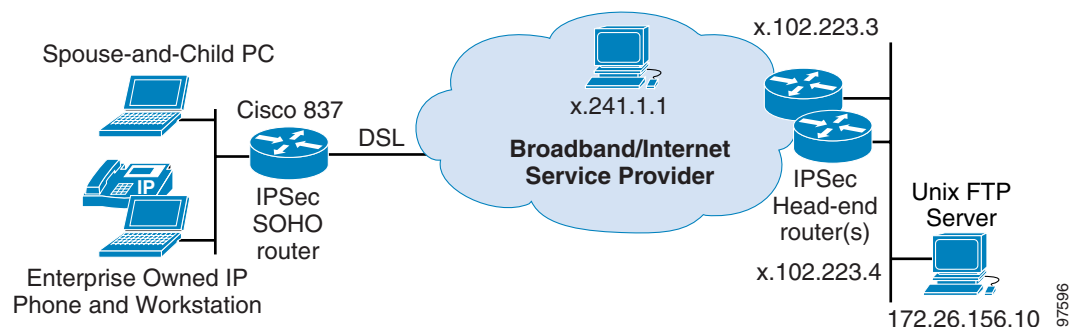 Spouse-and-Child PC
Cisco 837
DSL
IP
IPSec
SOHO
router
Enterprise Owned IP
Phone and Workstation
x.241.1.1
Broadband/Internet
Service Provider
x.102.223.3
IPSec
Head-end
router(s)
Unix FTP
Server
x.102.223.4
172.26.156.10
97596